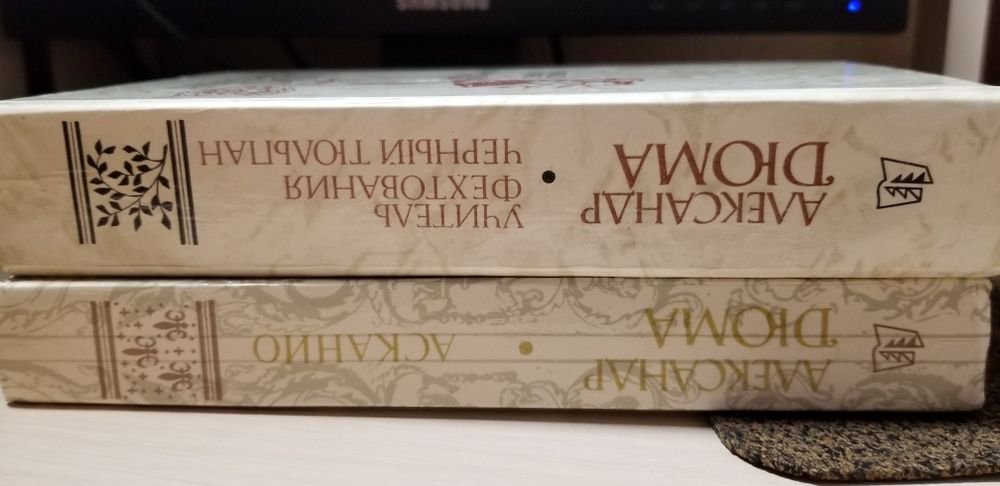 SAMSUNG
АЛЕКСАНДР
ДЮМА
УЧИТЕЛЬ
ФЕХТОВАНИЯ
ЧЕРНЫЙ ТЮЛЬПАН
АЛЕКСАНДР
ДЮМА
АСКАНИО